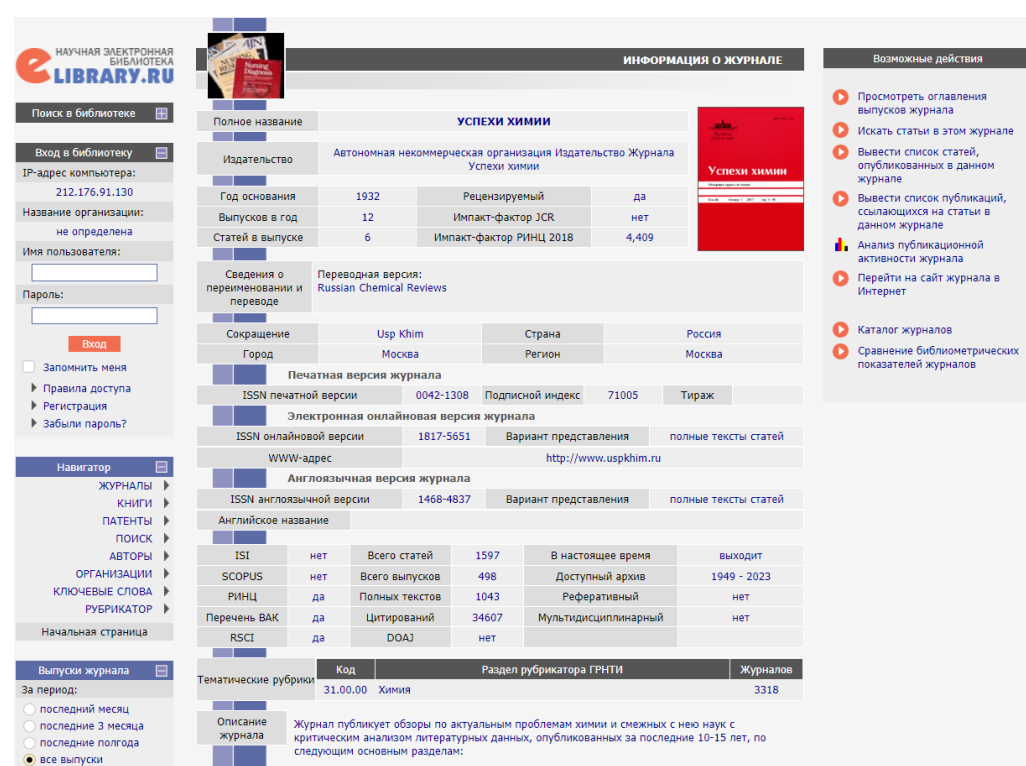 НАУЧНАЯ ЭЛЕКТРОННАЯ
БИБЛИОТЕКА
eLIBRARY.RU
Поиск в библиотеке
Вход в библиотеку
IP-адрес компьютера:
212.176.91.130
Название организации:
не определена
Имя пользователя:
Пароль:
Вход
Запомнить меня
Правила доступа
Регистрация
Забыли пароль?
Навигатор
ЖУРНАЛЫ
КНИГИ
ПАТЕНТЫ
ПОИСК
АВТОРЫ
ОРГАНИЗАЦИИ
КЛЮЧЕВЫЕ СЛОВА
РУБРИКАТОР
Начальная страница
Выпуски журнала
За период:
последний месяц
последние 3 месяца
последние полгода
все выпуски
Nursing
Diagnosis
ИНФОРМАЦИЯ О ЖУРНАЛЕ
Полное название УСПЕХИ ХИМИИ
Издательство Автономная некоммерческая организация Издательство Журнала
Успехи химии
Год основания 1932 Рецензируемый да
Выпусков в год 12 Импакт-фактор JCR нет
Статей в выпуске 6 Импакт-фактор РИНЦ 2018 4,409
Успехи химии
Сведения о
переименовании и
переводе
Переводная версия:
Russian Chemical Reviews
Сокращение Usp Khim Страна Россия
Город Москва Регион Москва
Печатная версия журнала
ISSN печатной версии 0042-1308 Подписной индекс 71005 Тираж
Электронная онлайновая версия журнала
ISSN онлайновой версии 1817-5651 Вариант представления полные тексты статей
WWW-адрес http://www.uspkhim.ru
Англоязычная версия журнала
ISSN англоязычной версии 1468-4837 Вариант представления полные тексты статей
Английское название
ISI нет Всего статей 1597 В настоящее время выходит
SCOPUS нет Всего выпусков 498 Доступный архив 1949 - 2023
РИНЦ да Полных текстов 1043 Реферативный нет
Перечень ВАК да Цитирований 34607 Мультидисциплинарный нет
RSCI да DOAJ нет
Тематические рубрики
Код Раздел рубрикатора ГРНТИ Журналов
31.00.00 Химия 3318
Описание
журнала
Журнал публикует обзоры по актуальным проблемам химии и смежных с нею наук с
критическим анализом литературных данных, опубликованных за последние 10-15 лет, по
следующим основным разделам:
Возможные действия
Просмотреть оглавления
выпусков журнала
Искать статьи в этом журнале
Вывести список статей,
опубликованных в данном
журнале
Вывести список публикаций,
ссылающихся на статьи в
данном журнале
Анализ публикационной
активности журнала
Перейти на сайт журнала в
Интернет
Каталог журналов
Сравнение библиометрических
показателей журналов